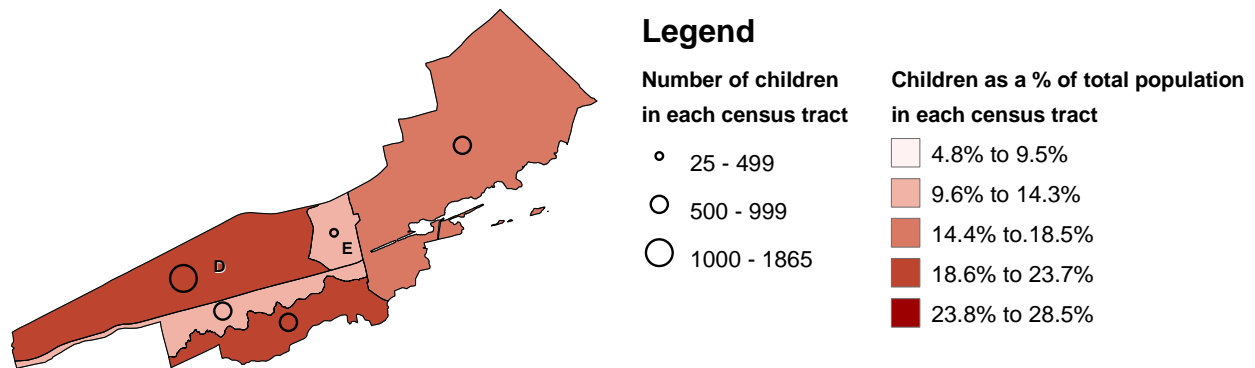 D
E
Legend
Number of children
in each census tract
25 - 499
500 - 999
1000 - 1865
Children as a % of total population
in each census tract
4.8% to 9.5%
9.6% to 14.3%
14.4% to.18.5%
18.6% to 23.7%
23.8% to 28.5%